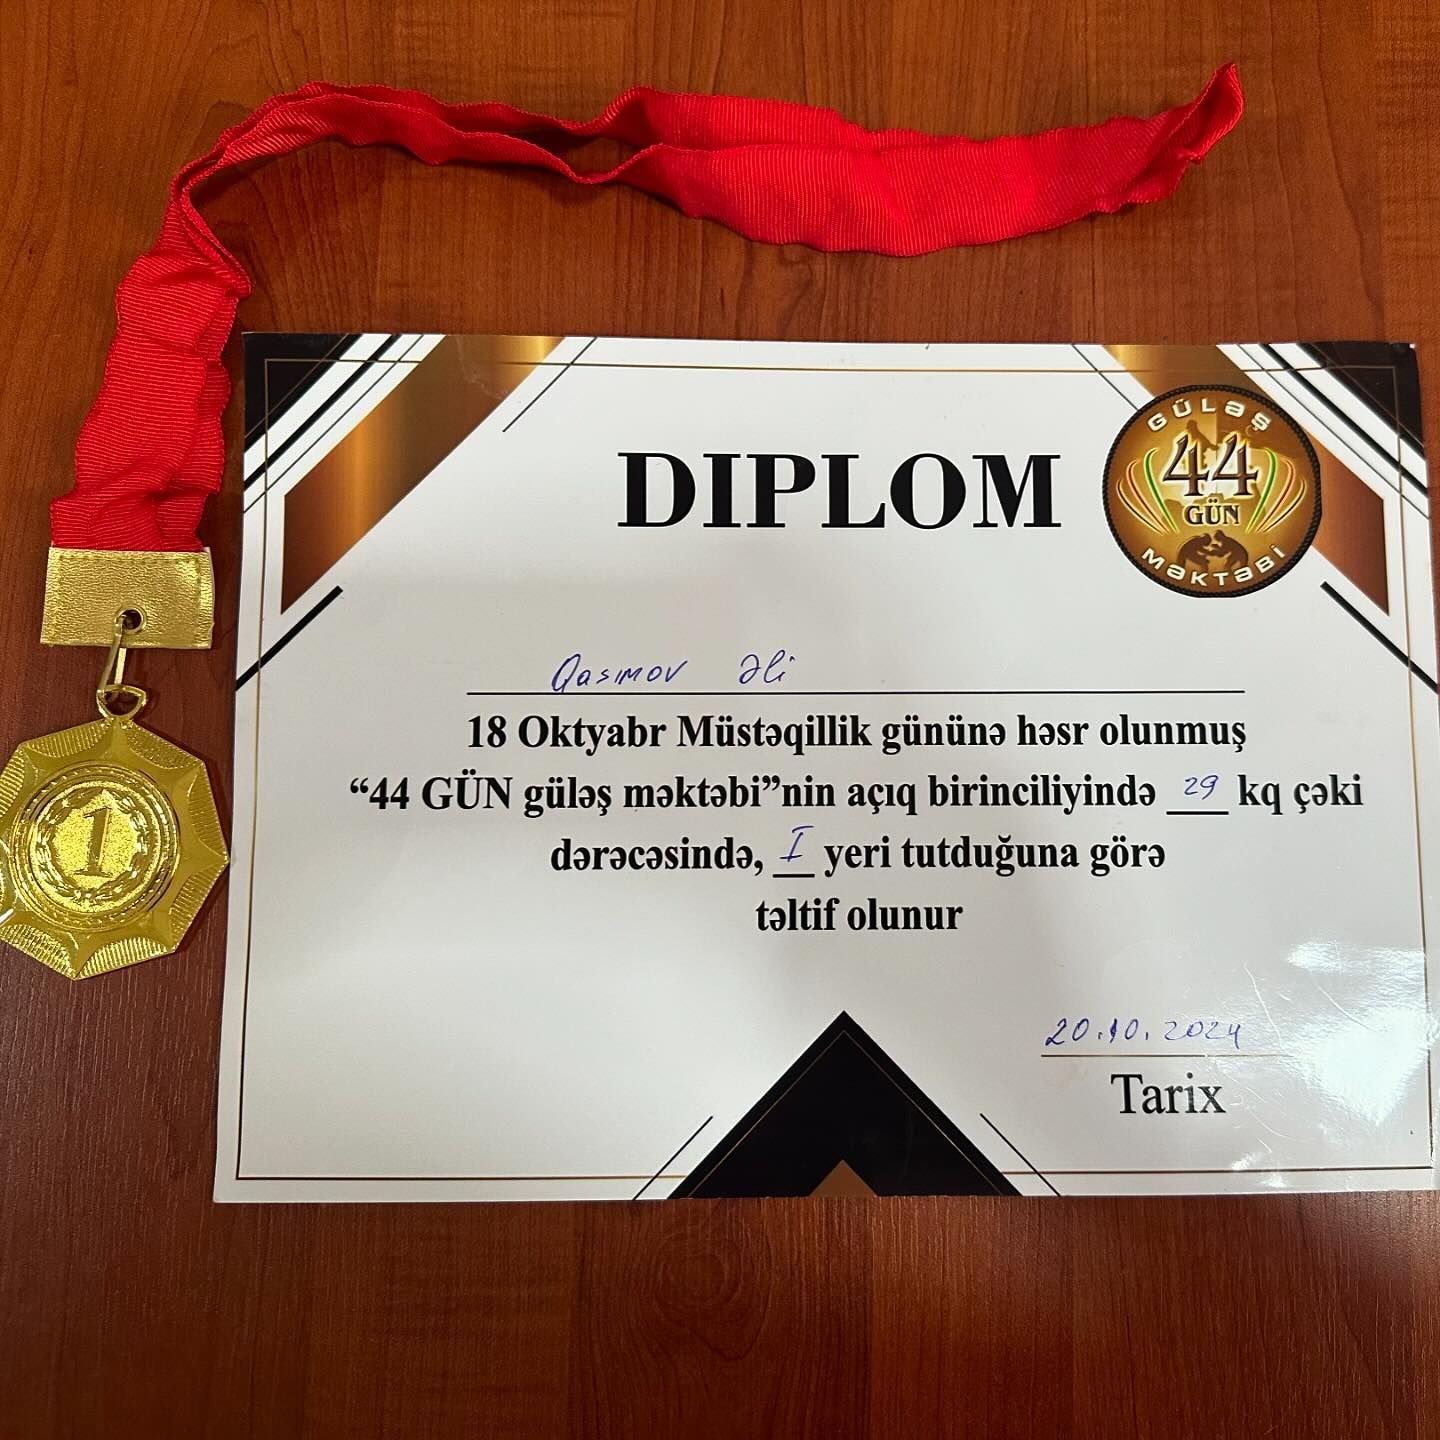 DIPLOM
GÜLƏŞ
44
GÜN
MƏKTƏBİ
Qasımov Əli
18 Oktyabr Müstəqillik gününə həsr olunmuş
“44 GÜN güləş məktəbi”nin açıq birinciliyində 29 kq çəki
dərəcəsində, I yeri tutduğuna görə
təltif olunur
1
20.10.2024
Tarix